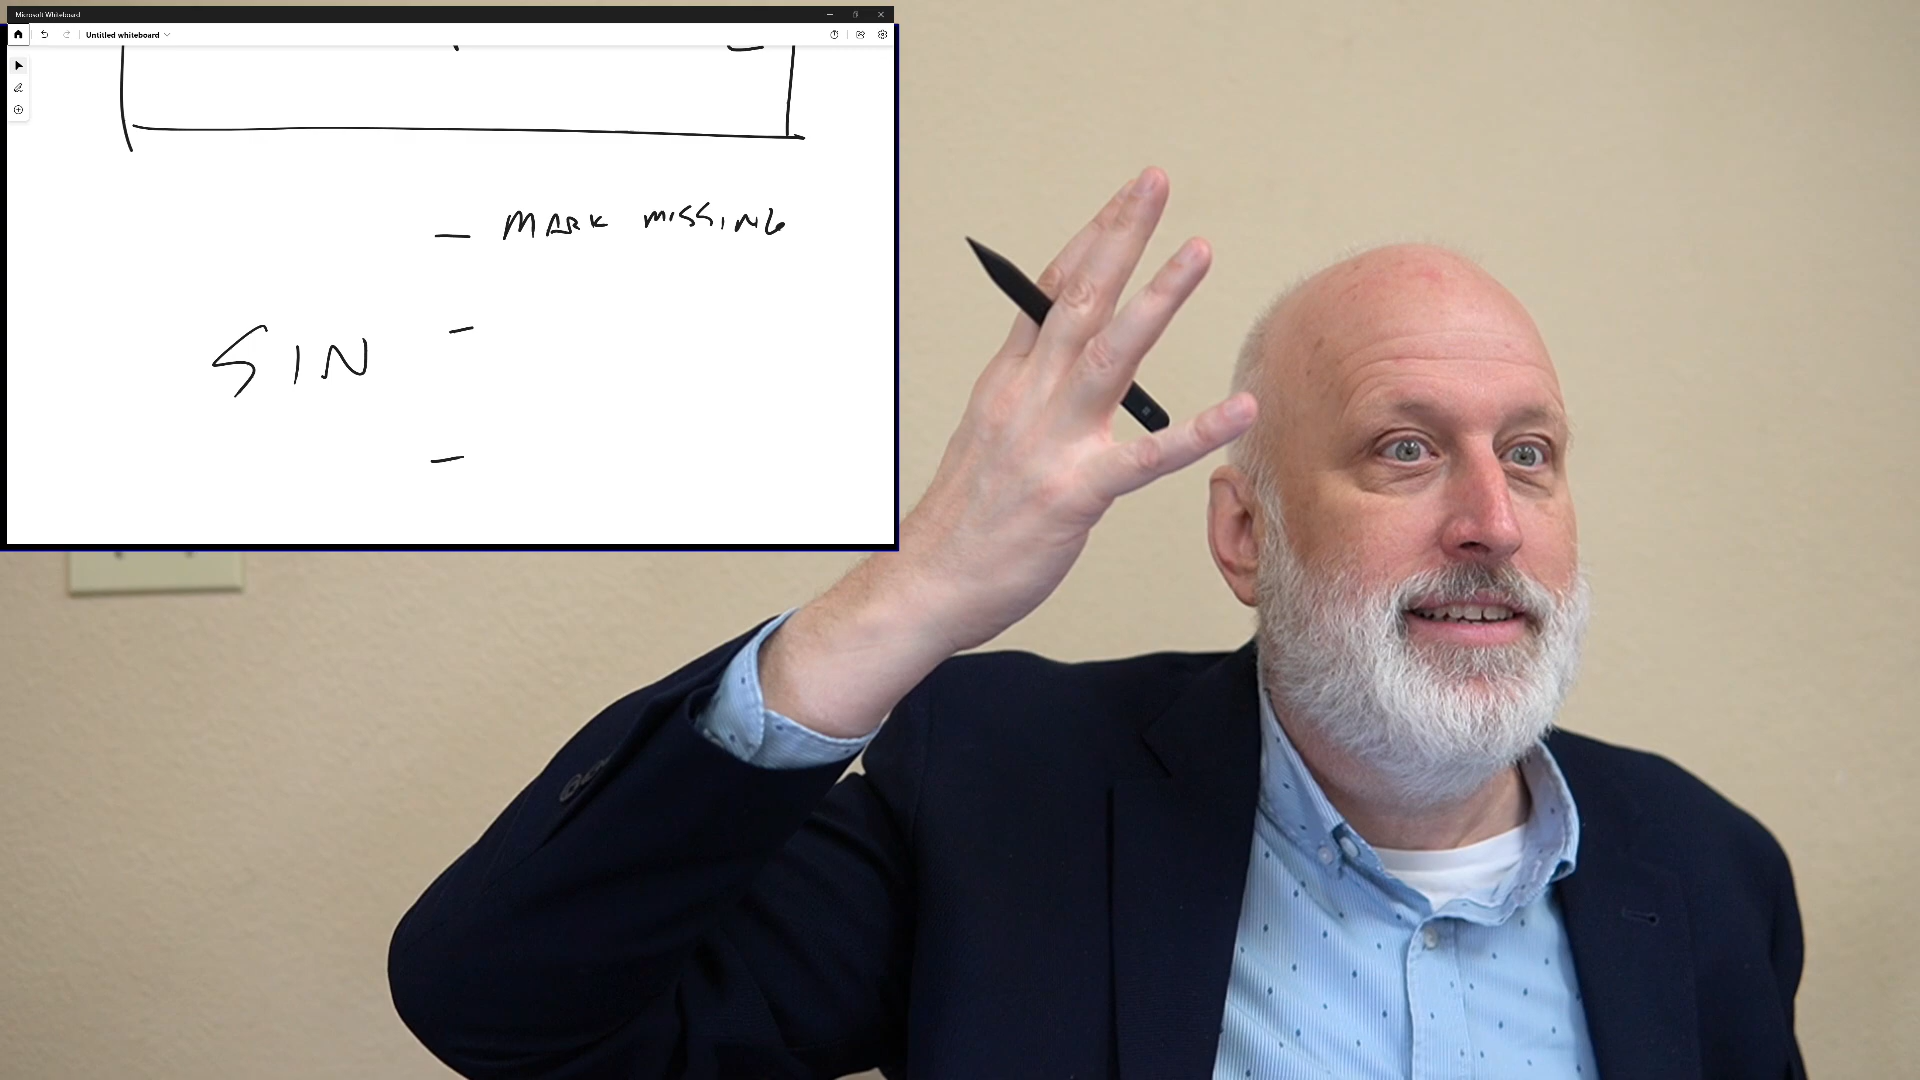 Microsoft Whiteboard
Untitled whiteboard
— MARK MISSING
SIN –
–